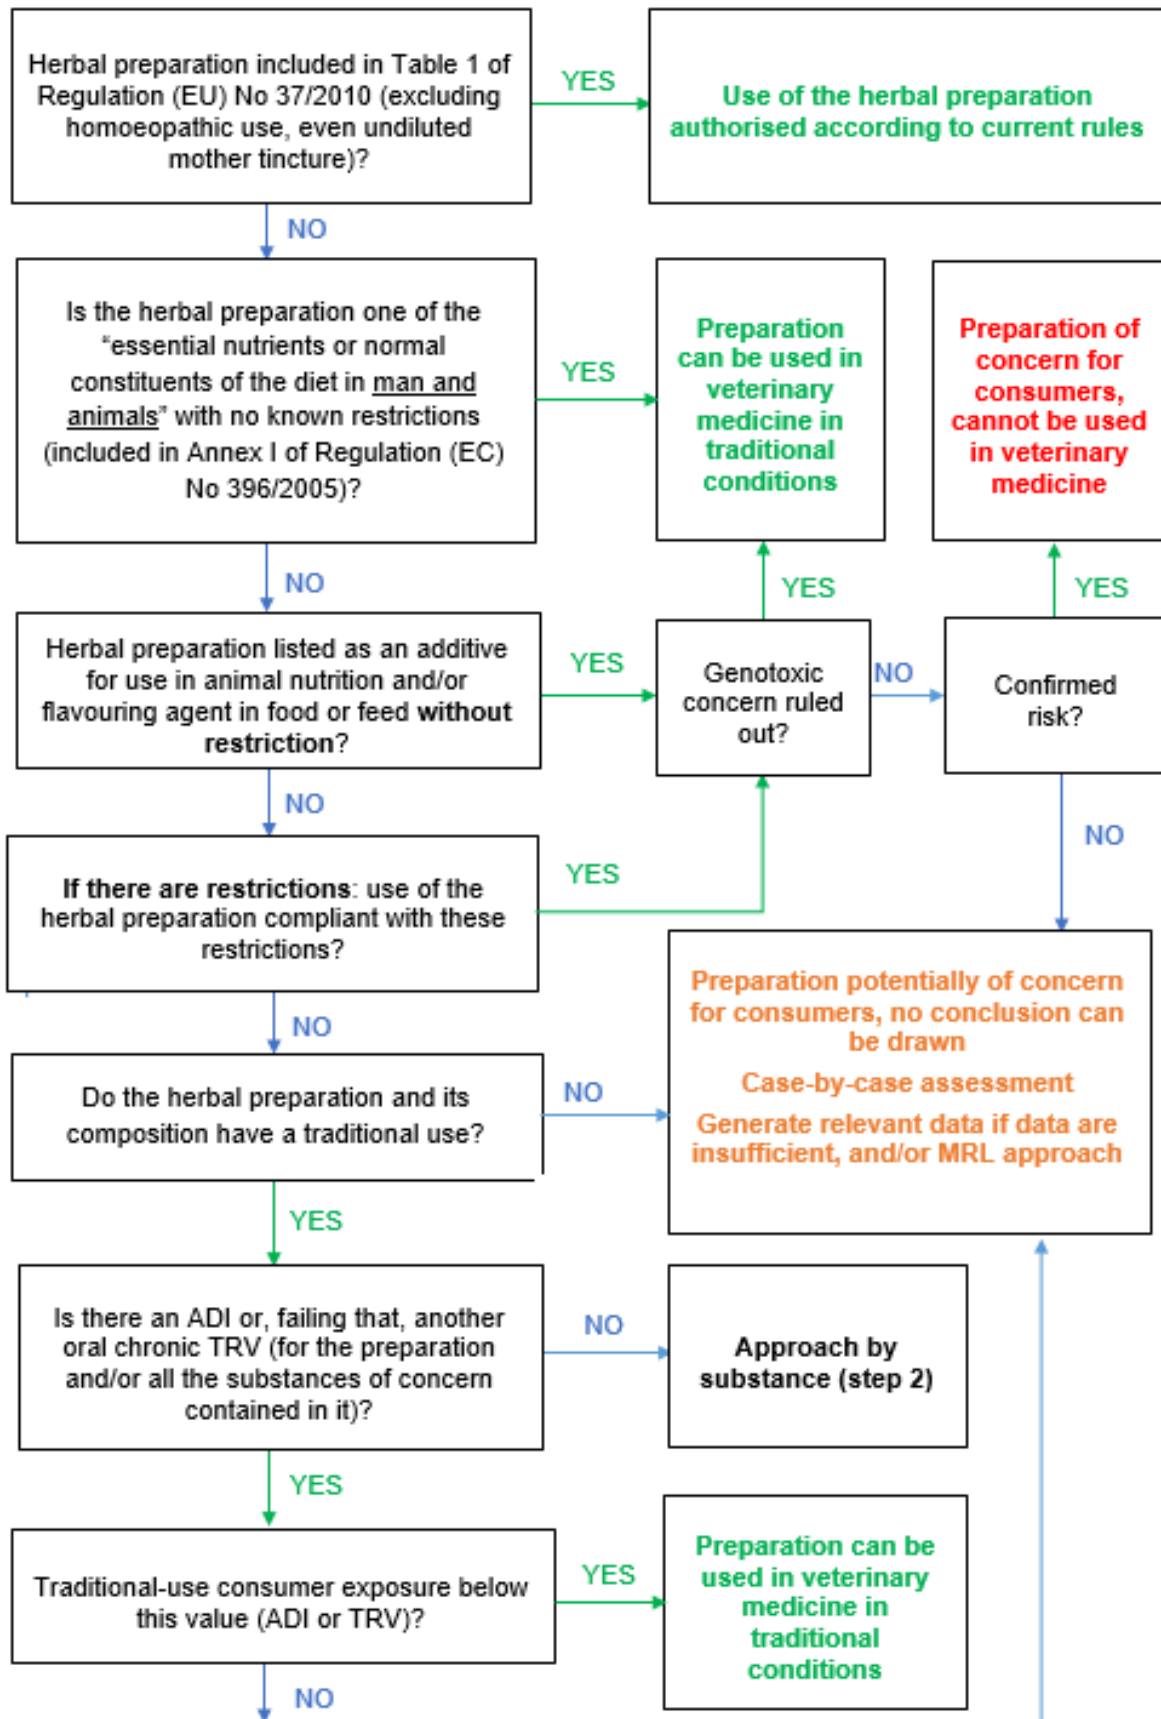 Herbal preparation included in Table 1 of
Regulation (EU) No 37/2010 (excluding
homoeopathic use, even undiluted
mother tincture)?
YES
Use of the herbal preparation
authorised according to current rules
NO
Is the herbal preparation one of the
“essential nutrients or normal
constituents of the diet in man and
animals” with no known restrictions
(included in Annex I of Regulation (EC)
No 396/2005)?
YES
Preparation
can be used in
veterinary
medicine in
traditional
conditions
Preparation of
concern for
consumers,
cannot be used
in veterinary
medicine
NO
YES
YES
Herbal preparation listed as an additive
for use in animal nutrition and/or
flavouring agent in food or feed without
restriction?
YES
Genotoxic
concern ruled
out?
NO
Confirmed
risk?
NO
NO
If there are restrictions: use of the
herbal preparation compliant with these
restrictions?
YES
Preparation potentially of concern
for consumers, no conclusion can
be drawn
Case-by-case assessment
Generate relevant data if data are
insufficient, and/or MRL approach
NO
Do the herbal preparation and its
composition have a traditional use?
NO
YES
Is there an ADI or, failing that, another
oral chronic TRV (for the preparation
and/or all the substances of concern
contained in it)?
NO
Approach by
substance (step 2)
YES
Traditional-use consumer exposure below
this value (ADI or TRV)?
YES
Preparation can be
used in veterinary
medicine in
traditional
conditions
NO